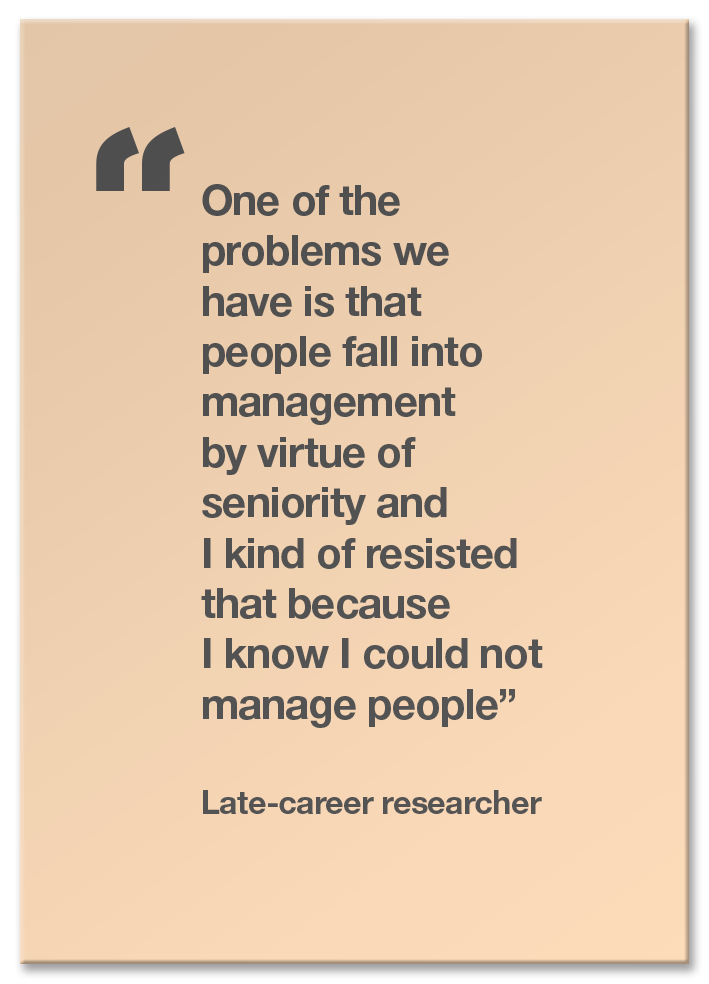 “
One of the
problems we
have is that
people fall into
management
by virtue of
seniority and
I kind of resisted
that because
I know I could not
manage people”
Late-career researcher